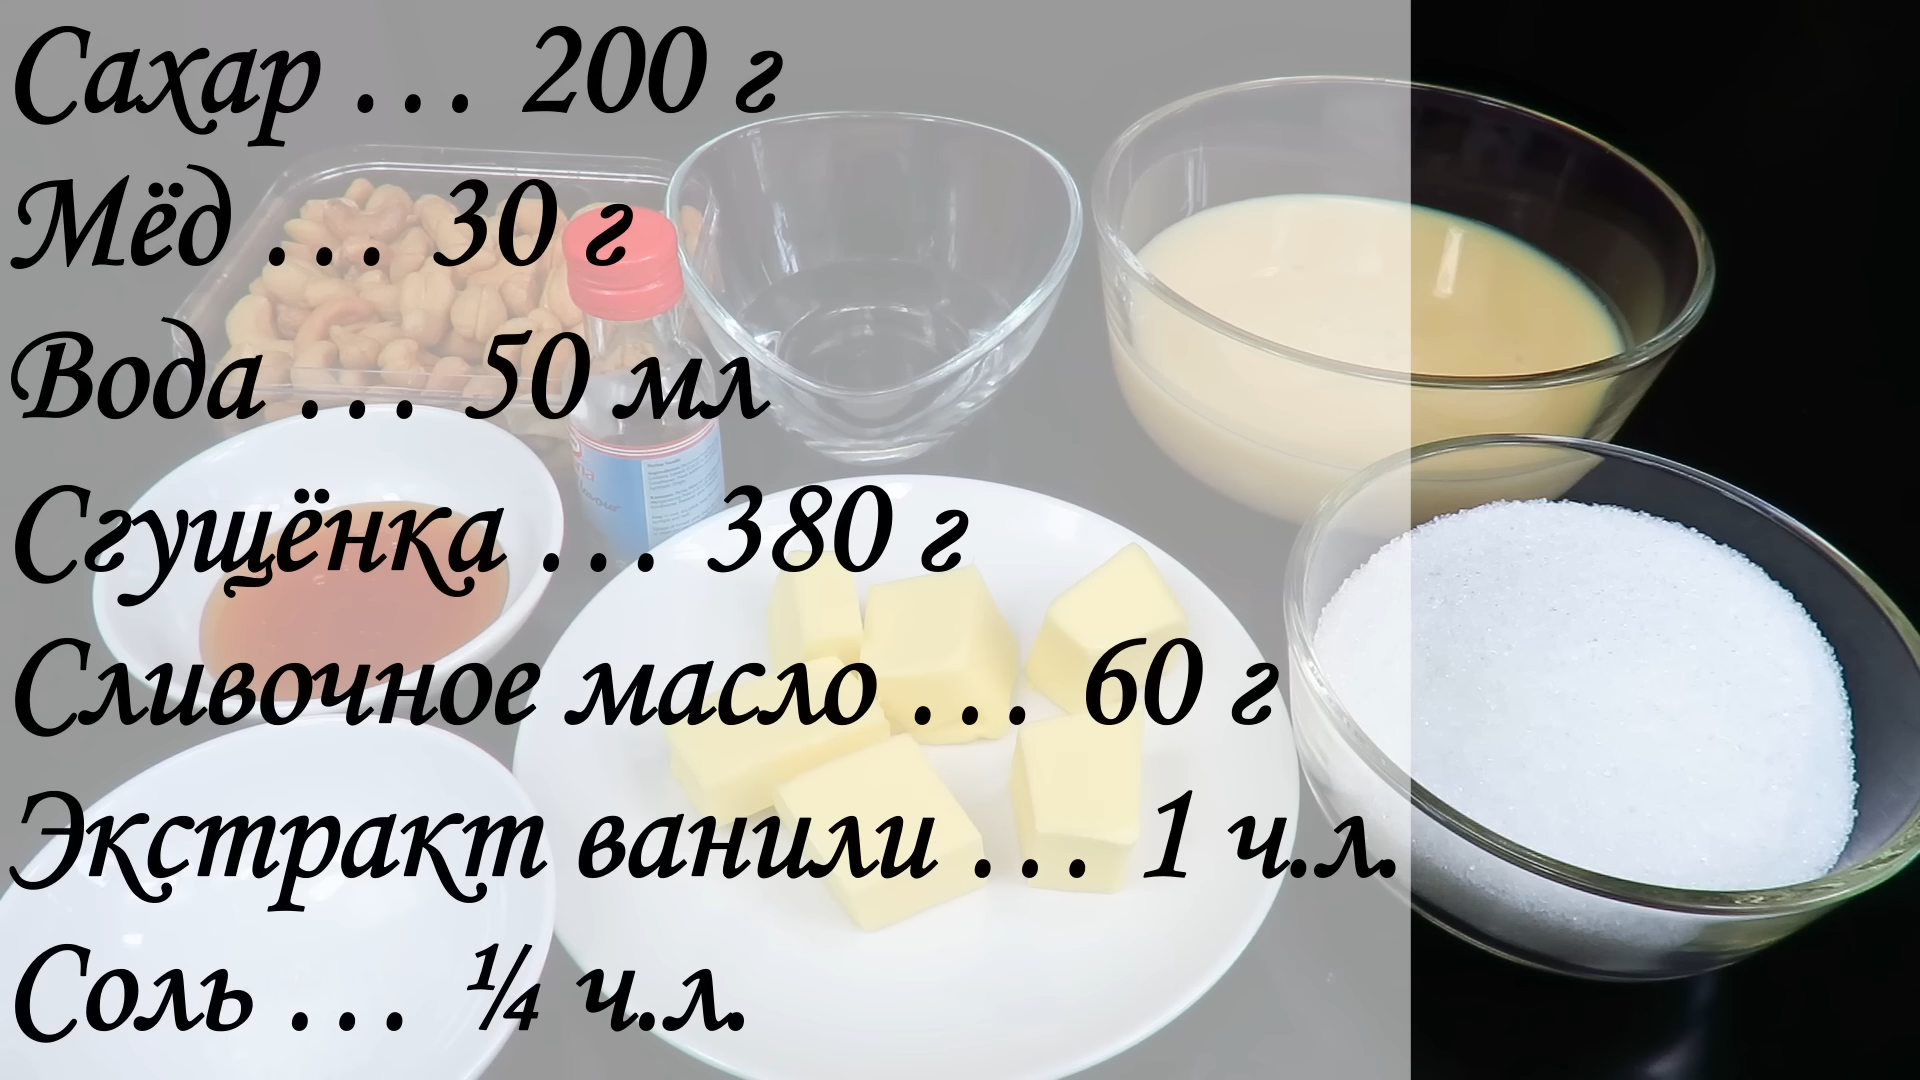 Сахар … 200 г
Мёд … 30 г
Вода … 50 мл
Сгущёнка … 380 г
Сливочное масло … 60 г
Экстракт ванили … 1 ч.л.
Соль … ¼ ч.л.